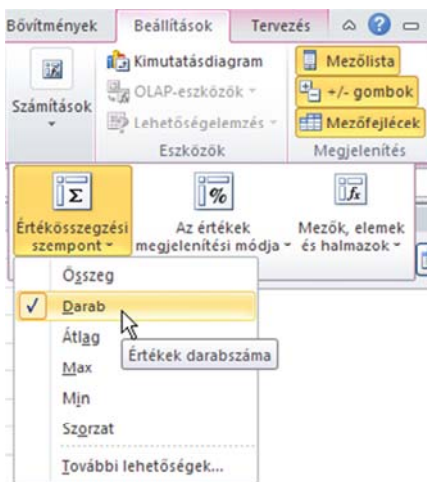 Bővítmények Beállítások Tervezés
Számítások
Kimutatásdiagram
OLAP-eszközök
Lehetőségelemzés
Eszközök
Mezőlista
+/- gombok
Mezőfejlécek
Megjelenítés
Értékösszegzési
szempont
Az értékek
megjelenítési módja
Mezők, elemek
és halmazok
Összeg
Darab
Átlag
Értékek darabszáma
Max
Min
Szorzat
További lehetőségek...